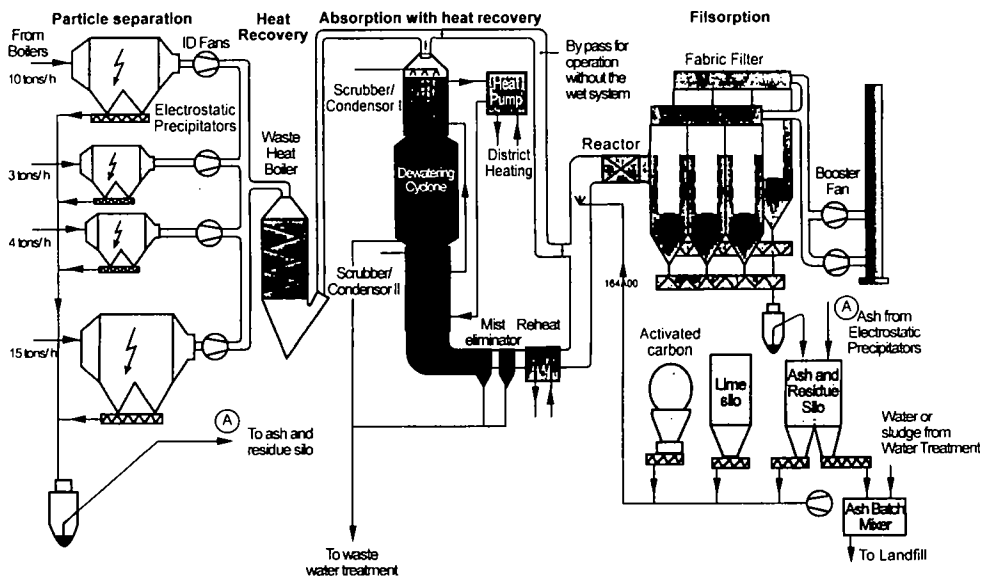 Particle separation
Heat
Recovery
Absorption with heat recovery
Filsorption
From
Boilers
10 tons/h
ID Fans
Electrostatic
Precipitators
3 tons/h
4 tons/h
15 tons/h
A
To ash and
residue silo
Waste
Heat
Boiler
Scrubber/
Condensor I
Heat
Pump
District
Heating
Dewatering
Cyclone
Scrubber/
Condensor II
Mist
eliminator
Reheat
To waste
water treatment
By pass for
operation
without the
wet system
Fabric Filter
Reactor
Booster
Fan
164A00
A
Ash from
Electrostatic
Precipitators
Activated
carbon
Lime
silo
Ash and
Residue
Silo
Water or
sludge from
Water Treatment
Ash Batch
Mixer
To Landfill